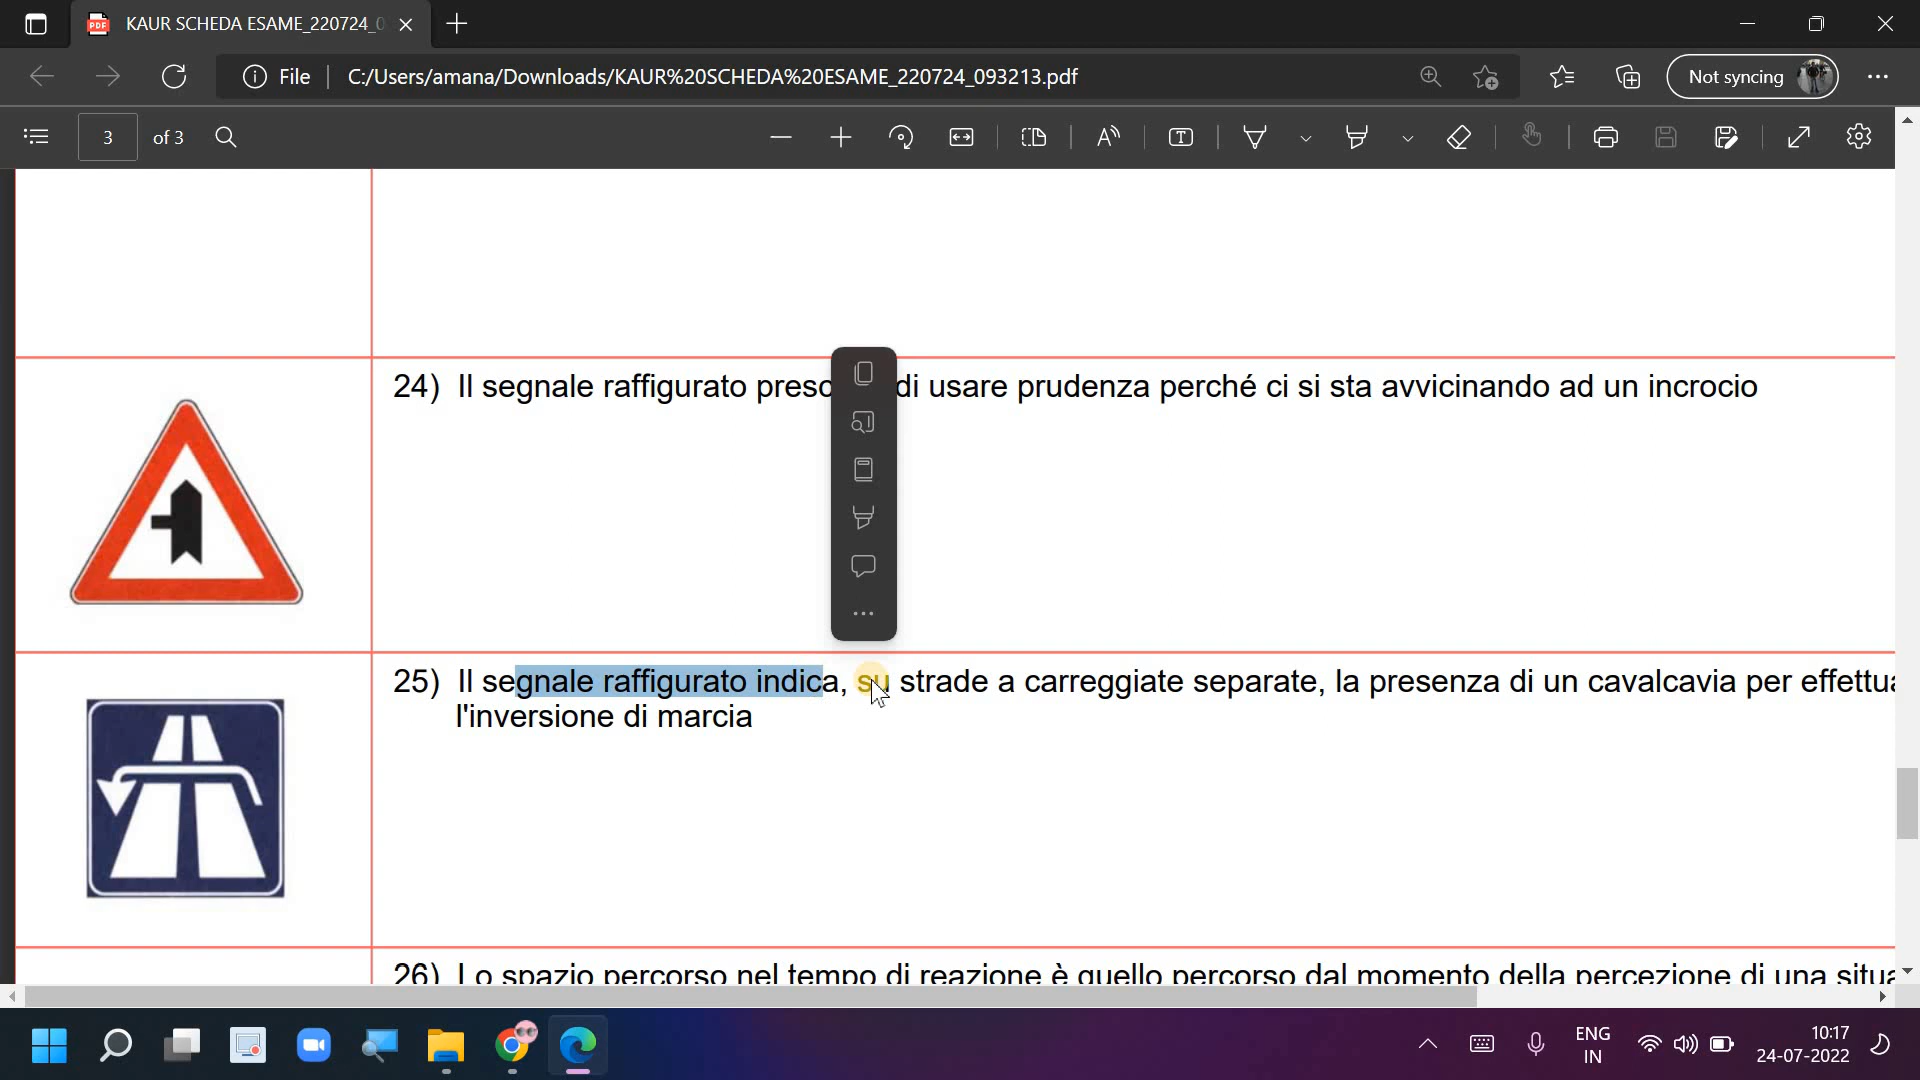 KAUR SCHEDA ESAME_220724_0
File
C:/Users/amana/Downloads/KAUR%20SCHEDA%20ESAME_220724_093213.pdf
Not syncing
3 of 3
24) Il segnale raffigurato presc di usare prudenza perché ci si sta avvicinando ad un incrocio
25) Il segnale raffigurato indica, su strade a carreggiate separate, la presenza di un cavalcavia per effettua
l'inversione di marcia
26) Lo spazio percorso nel tempo di reazione è quello percorso dal momento della percezione di una situa
ENG
IN
10:17
24-07-2022